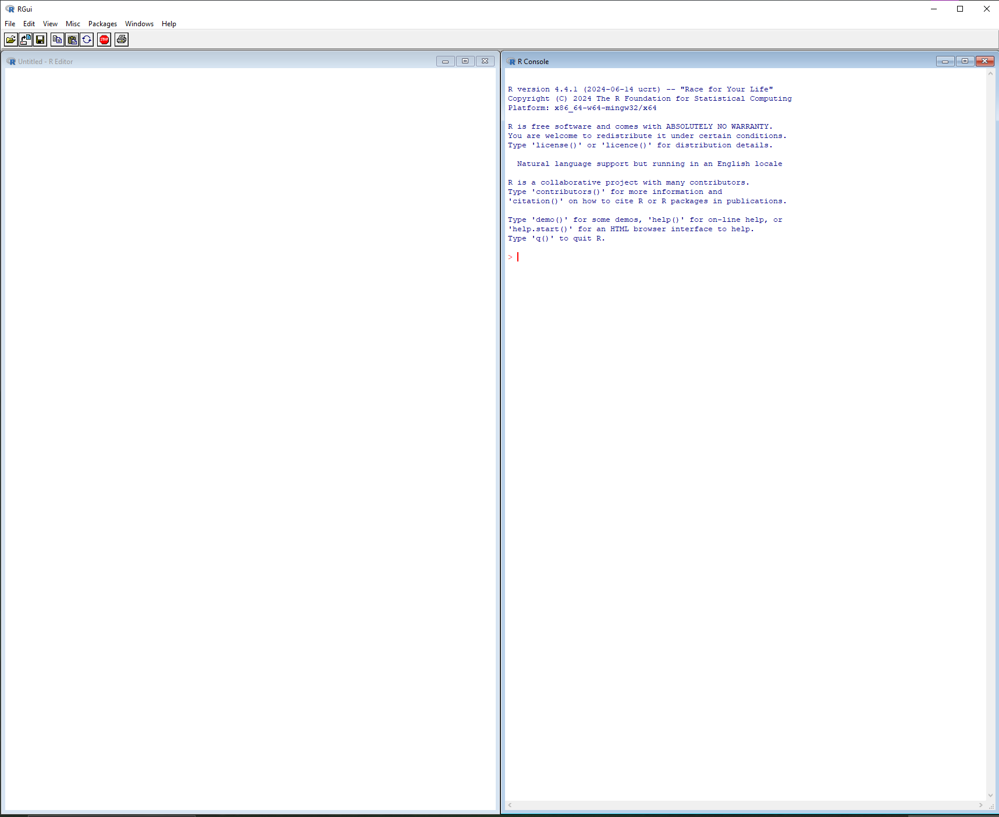 RGui
File Edit View Misc Packages Windows Help
STOP
Untitled - R Editor
R Console
R version 4.4.1 (2024-06-14 ucrt) -- "Race for Your Life"
Copyright (C) 2024 The R Foundation for Statistical Computing
Platform: x86_64-w64-mingw32/x64
R is free software and comes with ABSOLUTELY NO WARRANTY.
You are welcome to redistribute it under certain conditions.
Type 'license()' or 'licence()' for distribution details.
Natural language support but running in an English locale
R is a collaborative project with many contributors.
Type 'contributors()' for more information and
'citation()' on how to cite R or R packages in publications.
Type 'demo()' for some demos, 'help()' for on-line help, or
'help.start()' for an HTML browser interface to help.
Type 'q()' to quit R.
>